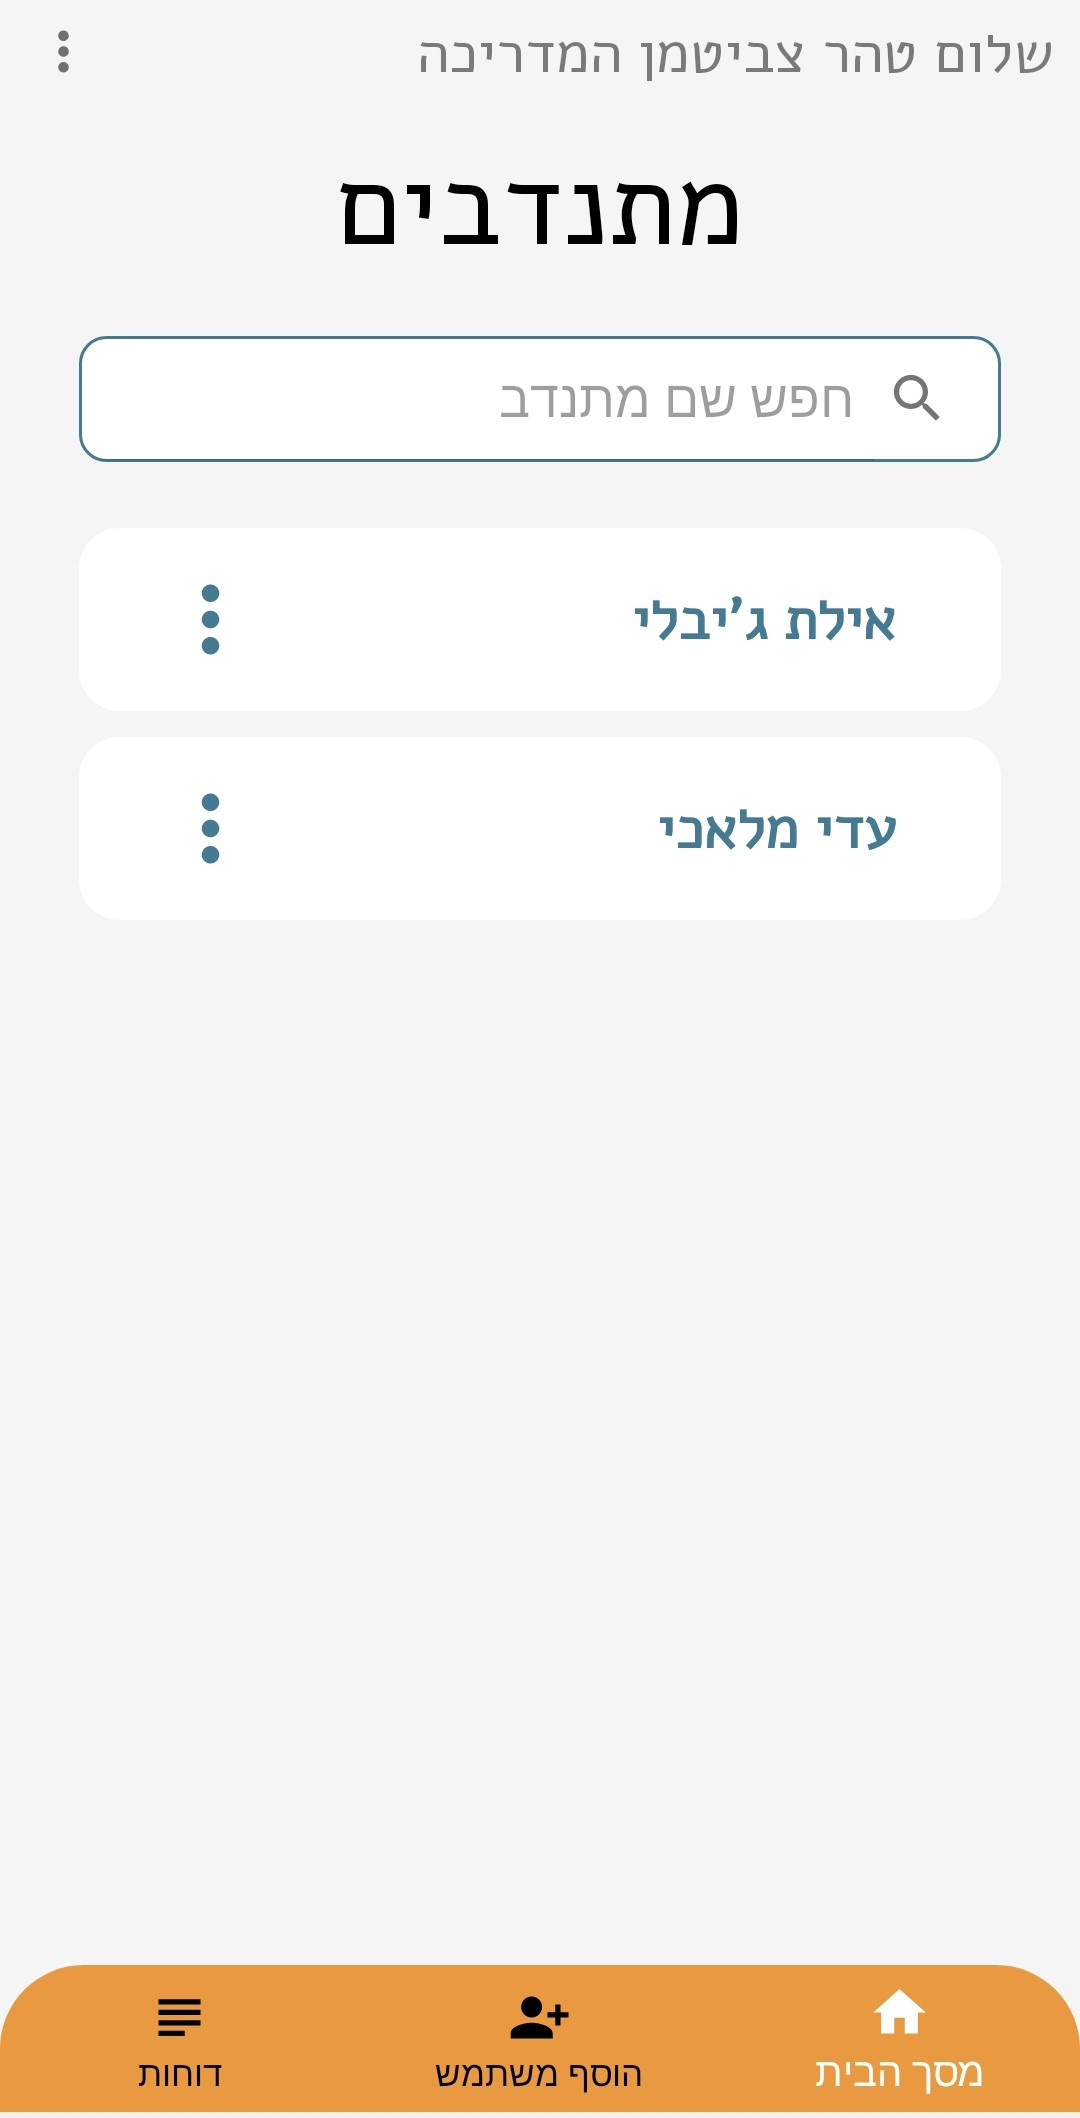 שלום טהר צביטמן המדריכה
מתנדבים
חפש שם מתנדב
אילת ג'יבלי
עדי מלאכי
מסך הבית
הוסף משתמש
דוחות